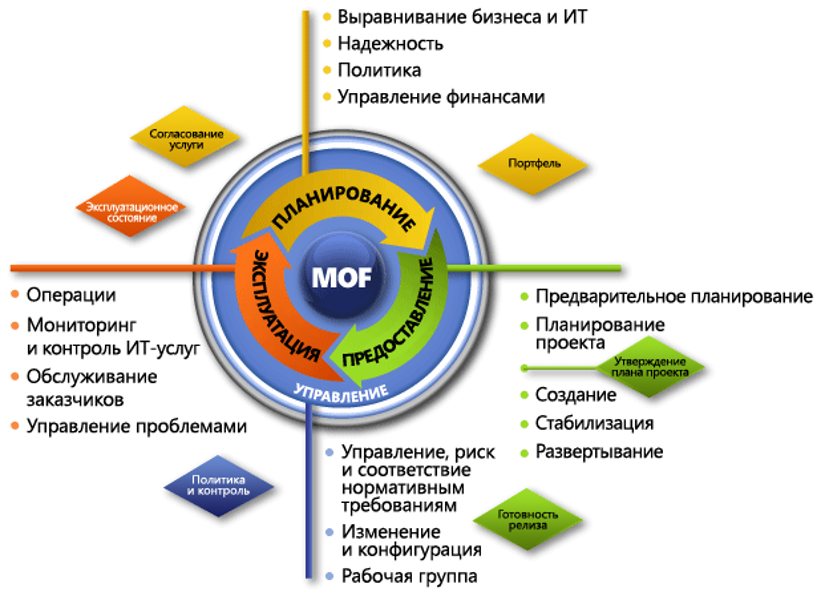 Выравнивание бизнеса и ИТ
Надежность
Политика
Управление финансами
Согласование
услуги
Портфель
Эксплуатационное
состояние
ПЛАНИРОВАНИЕ
ЭКСПЛУАТАЦИЯ
MOF
ПРЕДОСТАВЛЕНИЕ
УПРАВЛЕНИЕ
Операции
Мониторинг
и контроль ИТ-услуг
Обслуживание
заказчиков
Управление проблемами
Предварительное планирование
Планирование
проекта
Утверждение
плана проекта
Создание
Стабилизация
Развертывание
Политика
и контроль
Управление, риск
и соответствие
нормативным
требованиям
Изменение
и конфигурация
Рабочая группа
Готовность
релиза